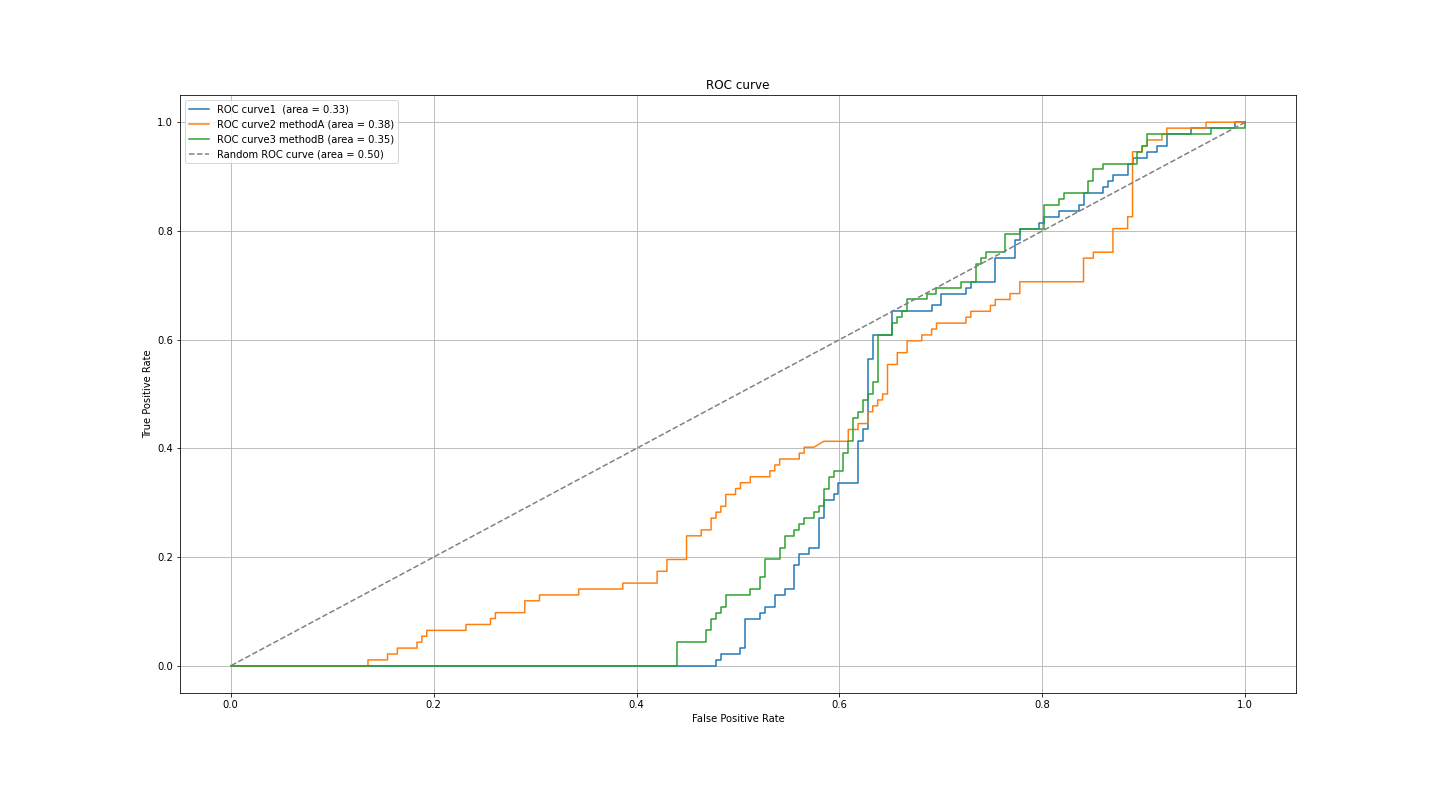 ROC curve
ROC curve1  (area = 0.33)
ROC curve2 methodA (area = 0.38)
ROC curve3 methodB (area = 0.35)
Random ROC curve (area = 0.50)
1.0
0.8
0.6
0.4
0.2
0.0
True Positive Rate
0.0 0.2 0.4 0.6 0.8 1.0
False Positive Rate